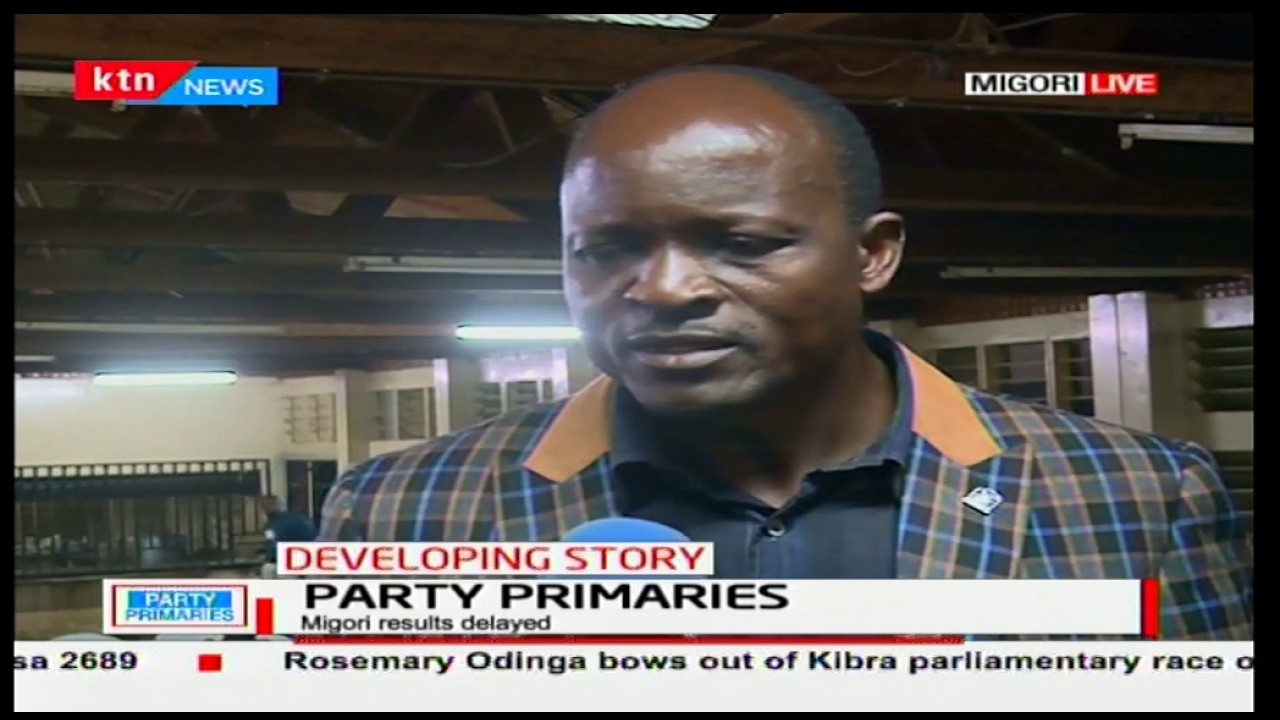 ktn NEWS
MIGORI LIVE
DEVELOPING STORY
PARTY PRIMARIES
PARTY PRIMARIES
Migori results delayed
sa 2689 Rosemary Odinga bows out of Kibra parliamentary race o